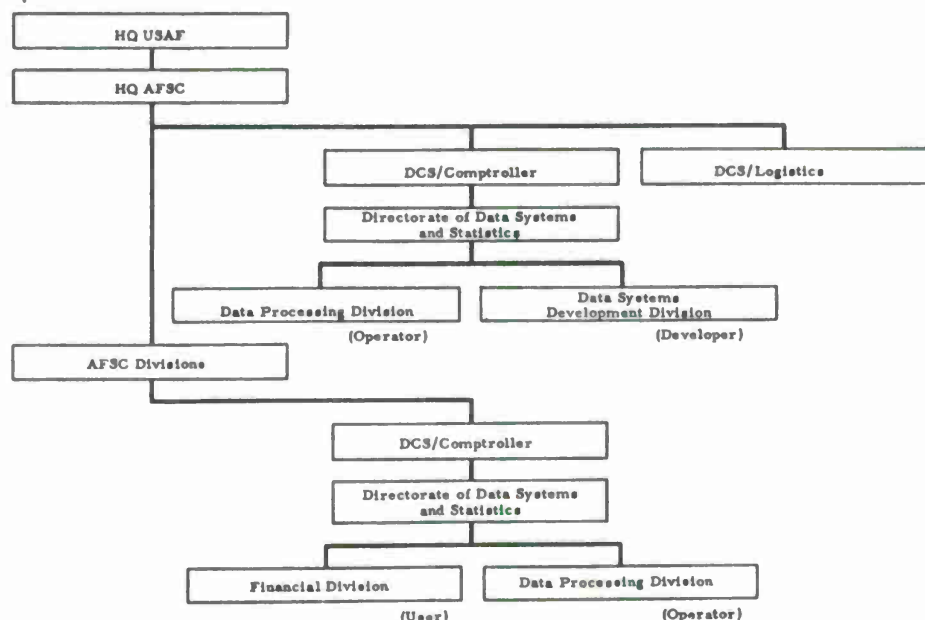 HQ USAF
HQ AFSC
DCS/Comptroller
DCS/Logistics
Directorate of Data Systems
and Statistics
Data Processing Division
(Operator)
Data Systems
Development Division
(Developer)
AFSC Divisions
DCS/Comptroller
Directorate of Data Systems
and Statistics
Financial Division
(User)
Data Processing Division
(Operator)